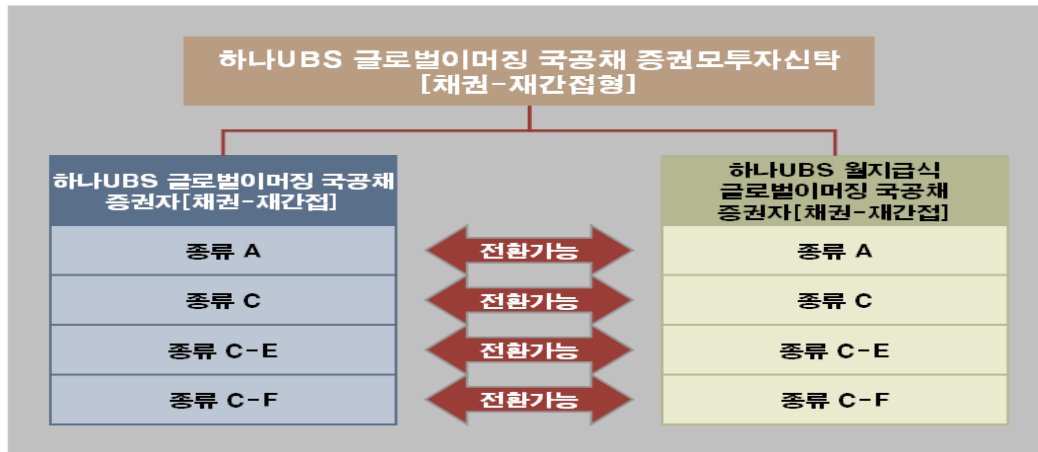 하나UBS 글로벌이머징 국공채 증권모투자신탁
[채권-재간접형]
하나UBS 글로벌이머징 국공채
증권자[채권-재간접]
하나UBS 월지급식
글로벌이머징 국공채
증권자[채권-재간접]
종류 A
전환가능
종류 A
종류 C
전환가능
종류 C
종류 C-E
전환가능
종류 C-E
종류 C-F
전환가능
종류 C-F